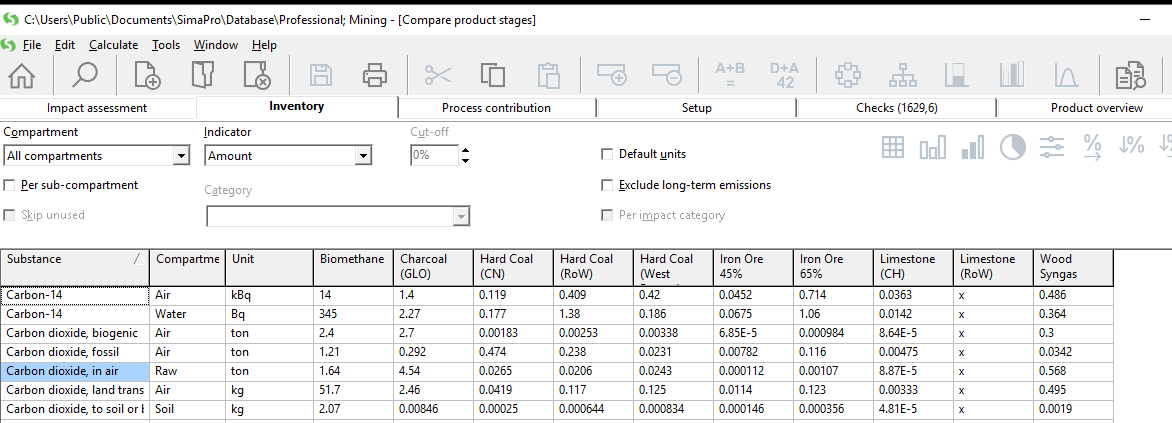 C:\Users\Public\Documents\SimaPro\Database\Professional; Mining - [Compare product stages]
File Edit Calculate Tools Window Help
A+B
=
D+A
42
Impact assessment Inventory Process contribution Setup Checks (1629,6) Product overview
Compartment Indicator Cut-off
All compartments Amount 0% Default units
Per sub-compartment Category Exclude long-term emissions
Skip unused Per impact category
% ↓%
Substance Compartme Unit Biomethane Charcoal Hard Coal Hard Coal Hard Coal Iron Ore Iron Ore Limestone Limestone Wood
(GLO) (CN) (RoW) (West 45% 65% (CH) (RoW) Syngas
Carbon-14 Air kBq 14 1.4 0.119 0.409 0.42 0.0452 0.714 0.0363 x 0.486
Carbon-14 Water Bq 345 2.27 0.177 1.38 0.186 0.0675 1.06 0.0142 x 0.364
Carbon dioxide, biogenic Air ton 2.4 2.7 0.00183 0.00253 0.00338 6.85E-5 0.000984 8.64E-5 x 0.3
Carbon dioxide, fossil Air ton 1.21 0.292 0.474 0.238 0.0231 0.00782 0.116 0.00475 x 0.0342
Carbon dioxide, in air Raw ton 1.64 4.54 0.0265 0.0206 0.0243 0.000112 0.00107 8.87E-5 x 0.568
Carbon dioxide, land trans Air kg 51.7 2.46 0.0419 0.117 0.125 0.0114 0.123 0.00333 x 0.495
Carbon dioxide, to soil or Soil kg 2.07 0.00846 0.00025 0.000644 0.000834 0.000146 0.000356 4.81E-5 x 0.0019